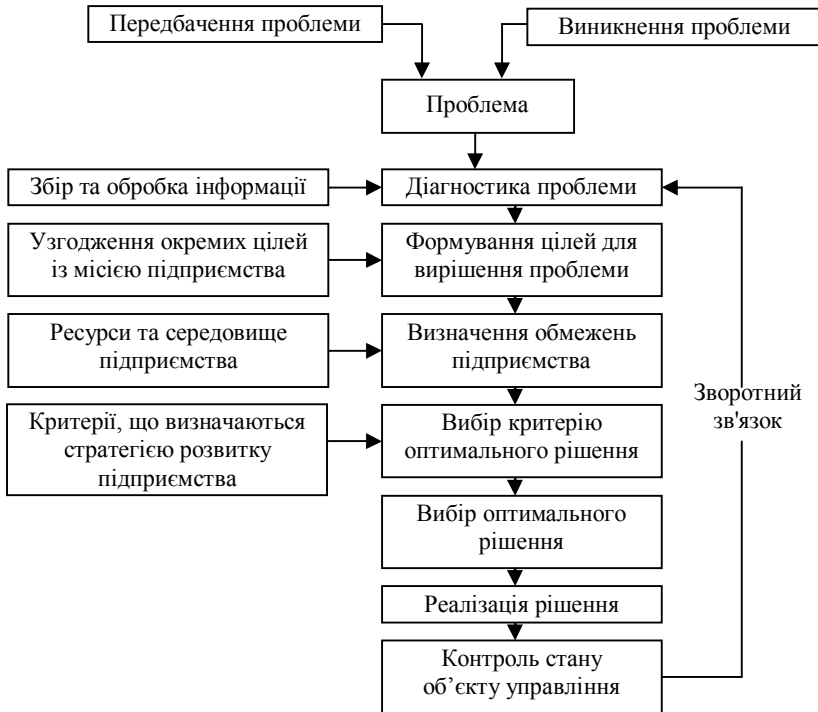 Передбачення проблеми
Виникнення проблеми
Проблема
Збір та обробка інформації
Діагностика проблеми
Узгодження окремих цілей
із місією підприємства
Формування цілей для
вирішення проблеми
Ресурси та середовище
підприємства
Визначення обмежень
підприємства
Зворотний
зв'язок
Критерії, що визначаються
стратегією розвитку
підприємства
Вибір критерію
оптимального рішення
Вибір оптимального
рішення
Реалізація рішення
Контроль стану
об’єкту управління